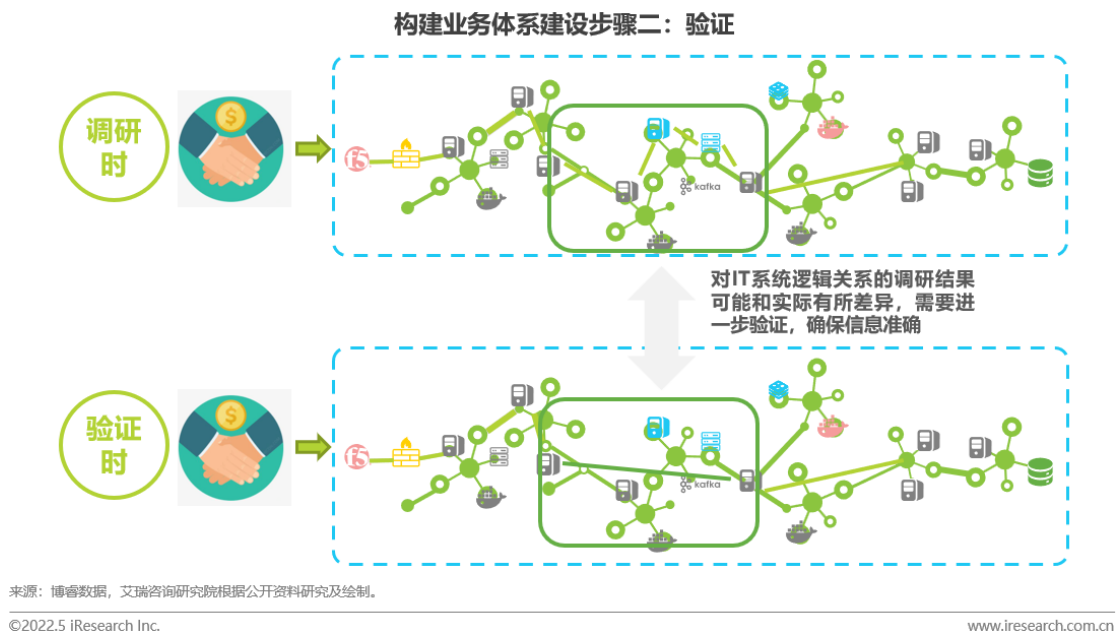 构建业务体系建设步骤二：验证
调研
时
$
f5
kafka
对IT系统逻辑关系的调研结果
可能和实际有所差异，需要进
一步验证，确保信息准确
验证
时
$
f5
kafka
来源：博睿数据，艾瑞咨询研究院根据公开资料研究及绘制。
©2022.5 iResearch Inc.
www.iresearch.com.cn